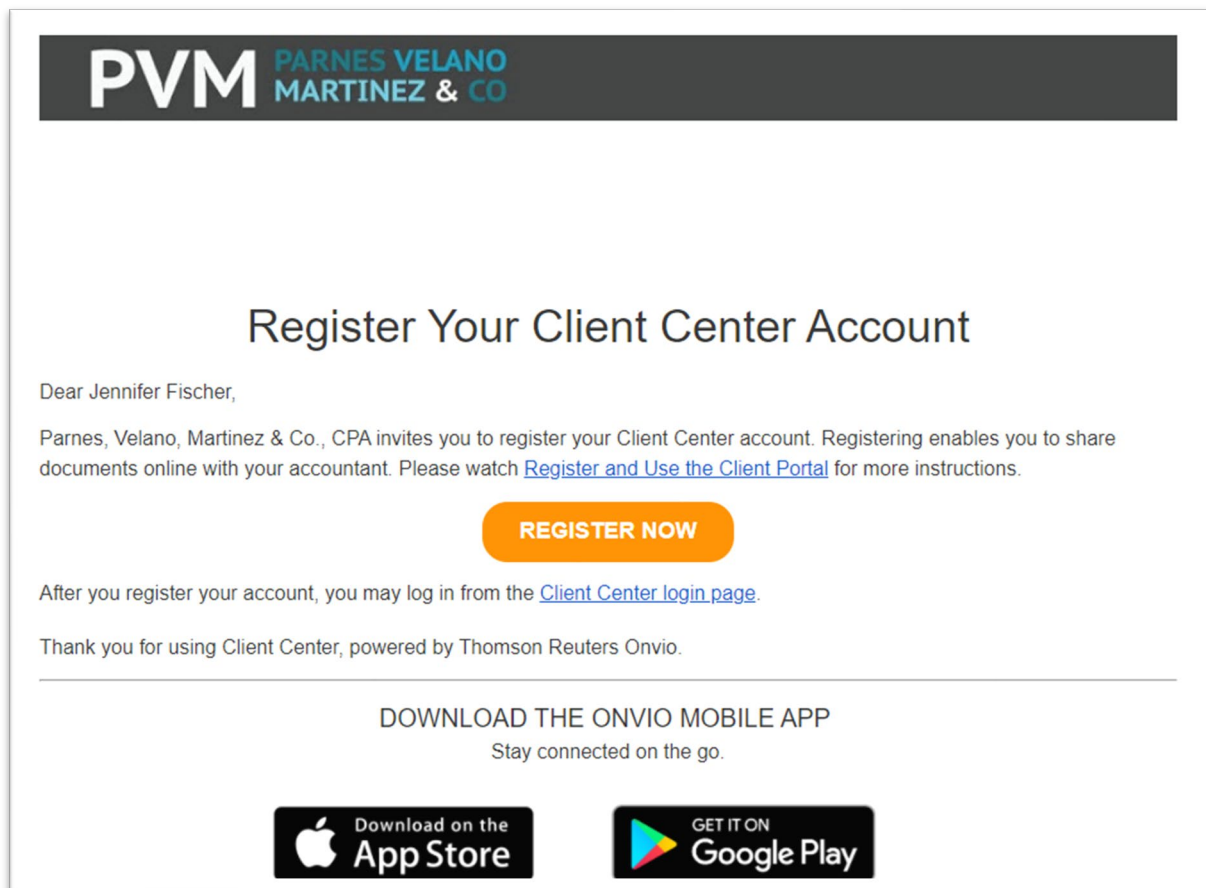 PVM PARNES VELANO
MARTINEZ & CO
Register Your Client Center Account
Dear Jennifer Fischer,
Parnes, Velano, Martinez & Co., CPA invites you to register your Client Center account. Registering enables you to share
documents online with your accountant. Please watch Register and Use the Client Portal for more instructions.
REGISTER NOW
After you register your account, you may log in from the Client Center login page.
Thank you for using Client Center, powered by Thomson Reuters Onvio.
DOWNLOAD THE ONVIO MOBILE APP
Stay connected on the go.
Download on the
App Store
GET IT ON
Google Play